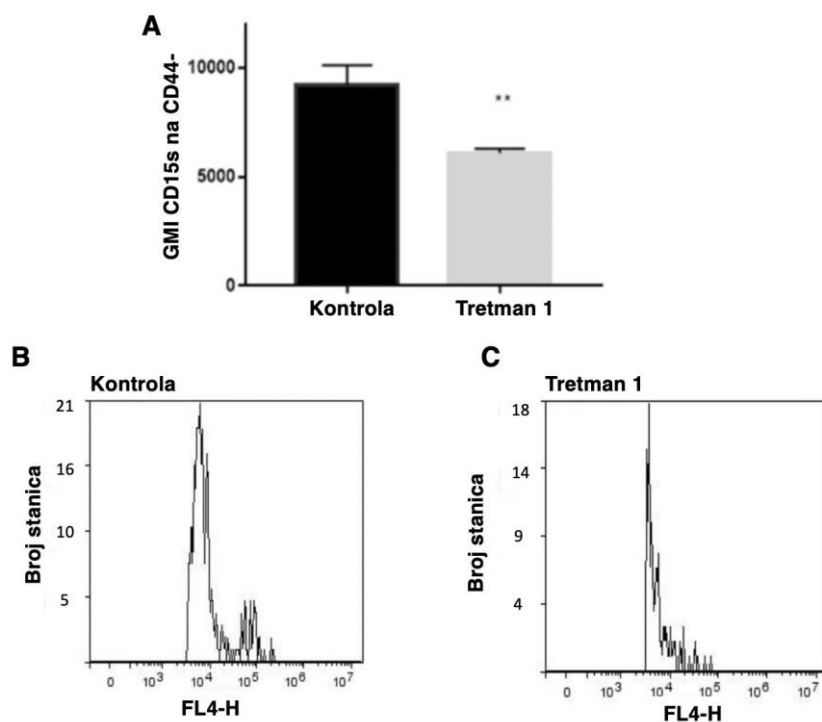 A
GMI CD15s na CD44-
10000
5000
0
**
Kontrola
Tretman 1
B
Kontrola
Broj stanica
21
16
10
5
0
10³
10⁴
10⁵
10⁶
10⁷
FL4-H
C
Tretman 1
Broj stanica
18
14
9
4
0
10³
10⁴
10⁵
10⁶
10⁷
FL4-H